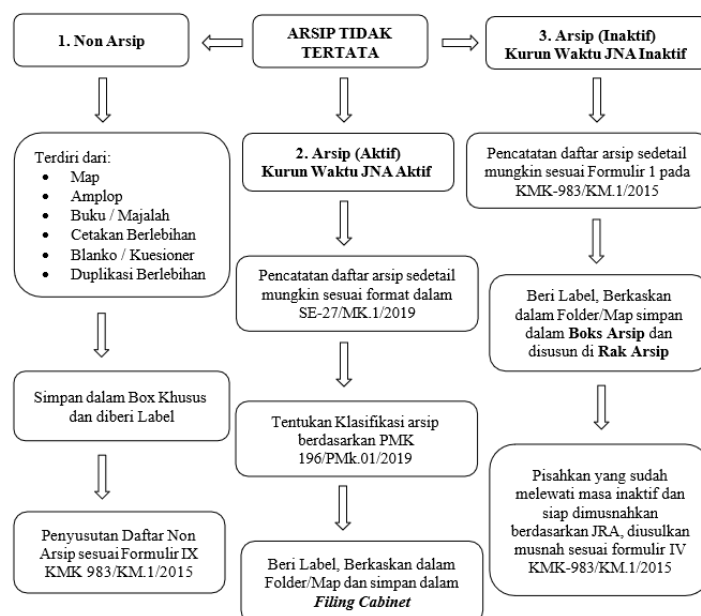 ARSIP TIDAK
TERTATA
1. Non Arsip
Terdiri dari:
• Map
• Amplop
• Buku / Majalah
• Cetakan Berlebihan
• Blanko / Kuesioner
• Duplikasi Berlebihan
Simpan dalam Box Khusus
dan diberi Label
Penyusutan Daftar Non
Arsip sesuai Formulir IX
KMK 983/KM.1/2015
2. Arsip (Aktif)
Kurun Waktu JNA Aktif
Pencatatan daftar arsip sedetail
mungkin sesuai format dalam
SE-27/MK.1/2019
Tentukan Klasifikasi arsip
berdasarkan PMK
196/PMk.01/2019
Beri Label, Berkaskan dalam
Folder/Map dan simpan dalam
Filing Cabinet
3. Arsip (Inaktif)
Kurun Waktu JNA Inaktif
Pencatatan daftar arsip sedetail
mungkin sesuai Formulir 1 pada
KMK-983/KM.1/2015
Beri Label, Berkaskan
dalam Folder/Map simpan
dalam Boks Arsip dan
disusun di Rak Arsip
Pisahkan yang sudah
melewati masa inaktif dan
siap dimusnahkan
berdasarkan JRA, diusulkan
musnah sesuai formulir IV
KMK-983/KM.1/2015